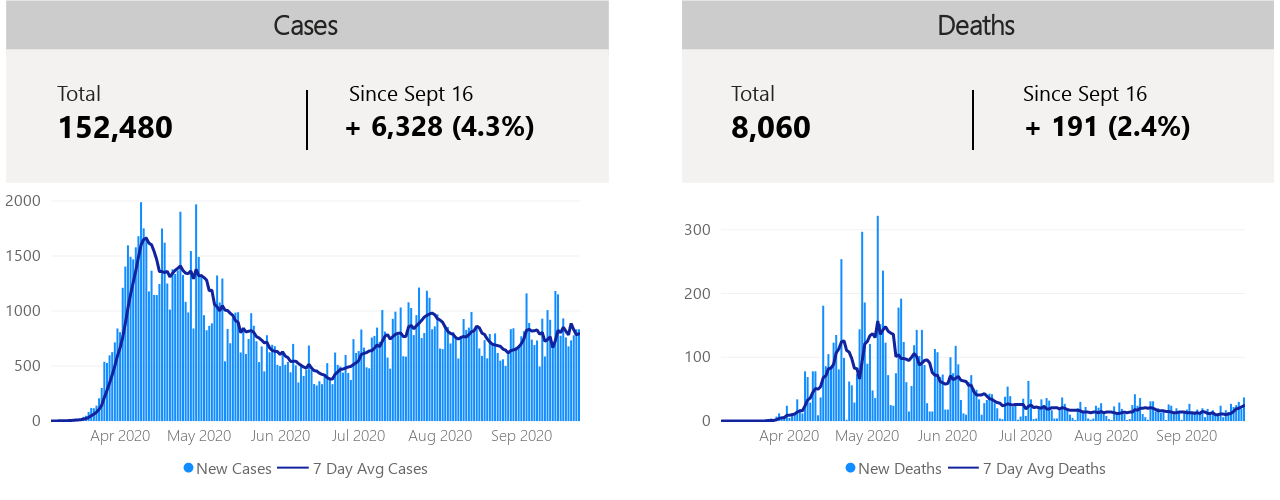 Cases
Total
152,480
Since Sept 16
+ 6,328 (4.3%)
2000
1500
1000
500
0
Apr 2020 May 2020 Jun 2020 Jul 2020 Aug 2020 Sep 2020
New Cases 7 Day Avg Cases
Deaths
Total
8,060
Since Sept 16
+ 191 (2.4%)
300
200
100
0
Apr 2020 May 2020 Jun 2020 Jul 2020 Aug 2020 Sep 2020
New Deaths 7 Day Avg Deaths